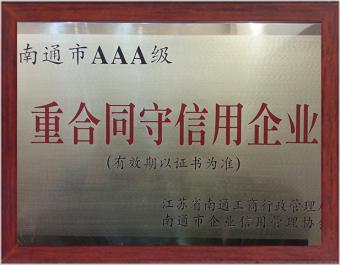 南通市AAA级
重合同守信用企业
(有效期以证书为准)
江苏省南通工商行政管理
南通市企业信用管理协会